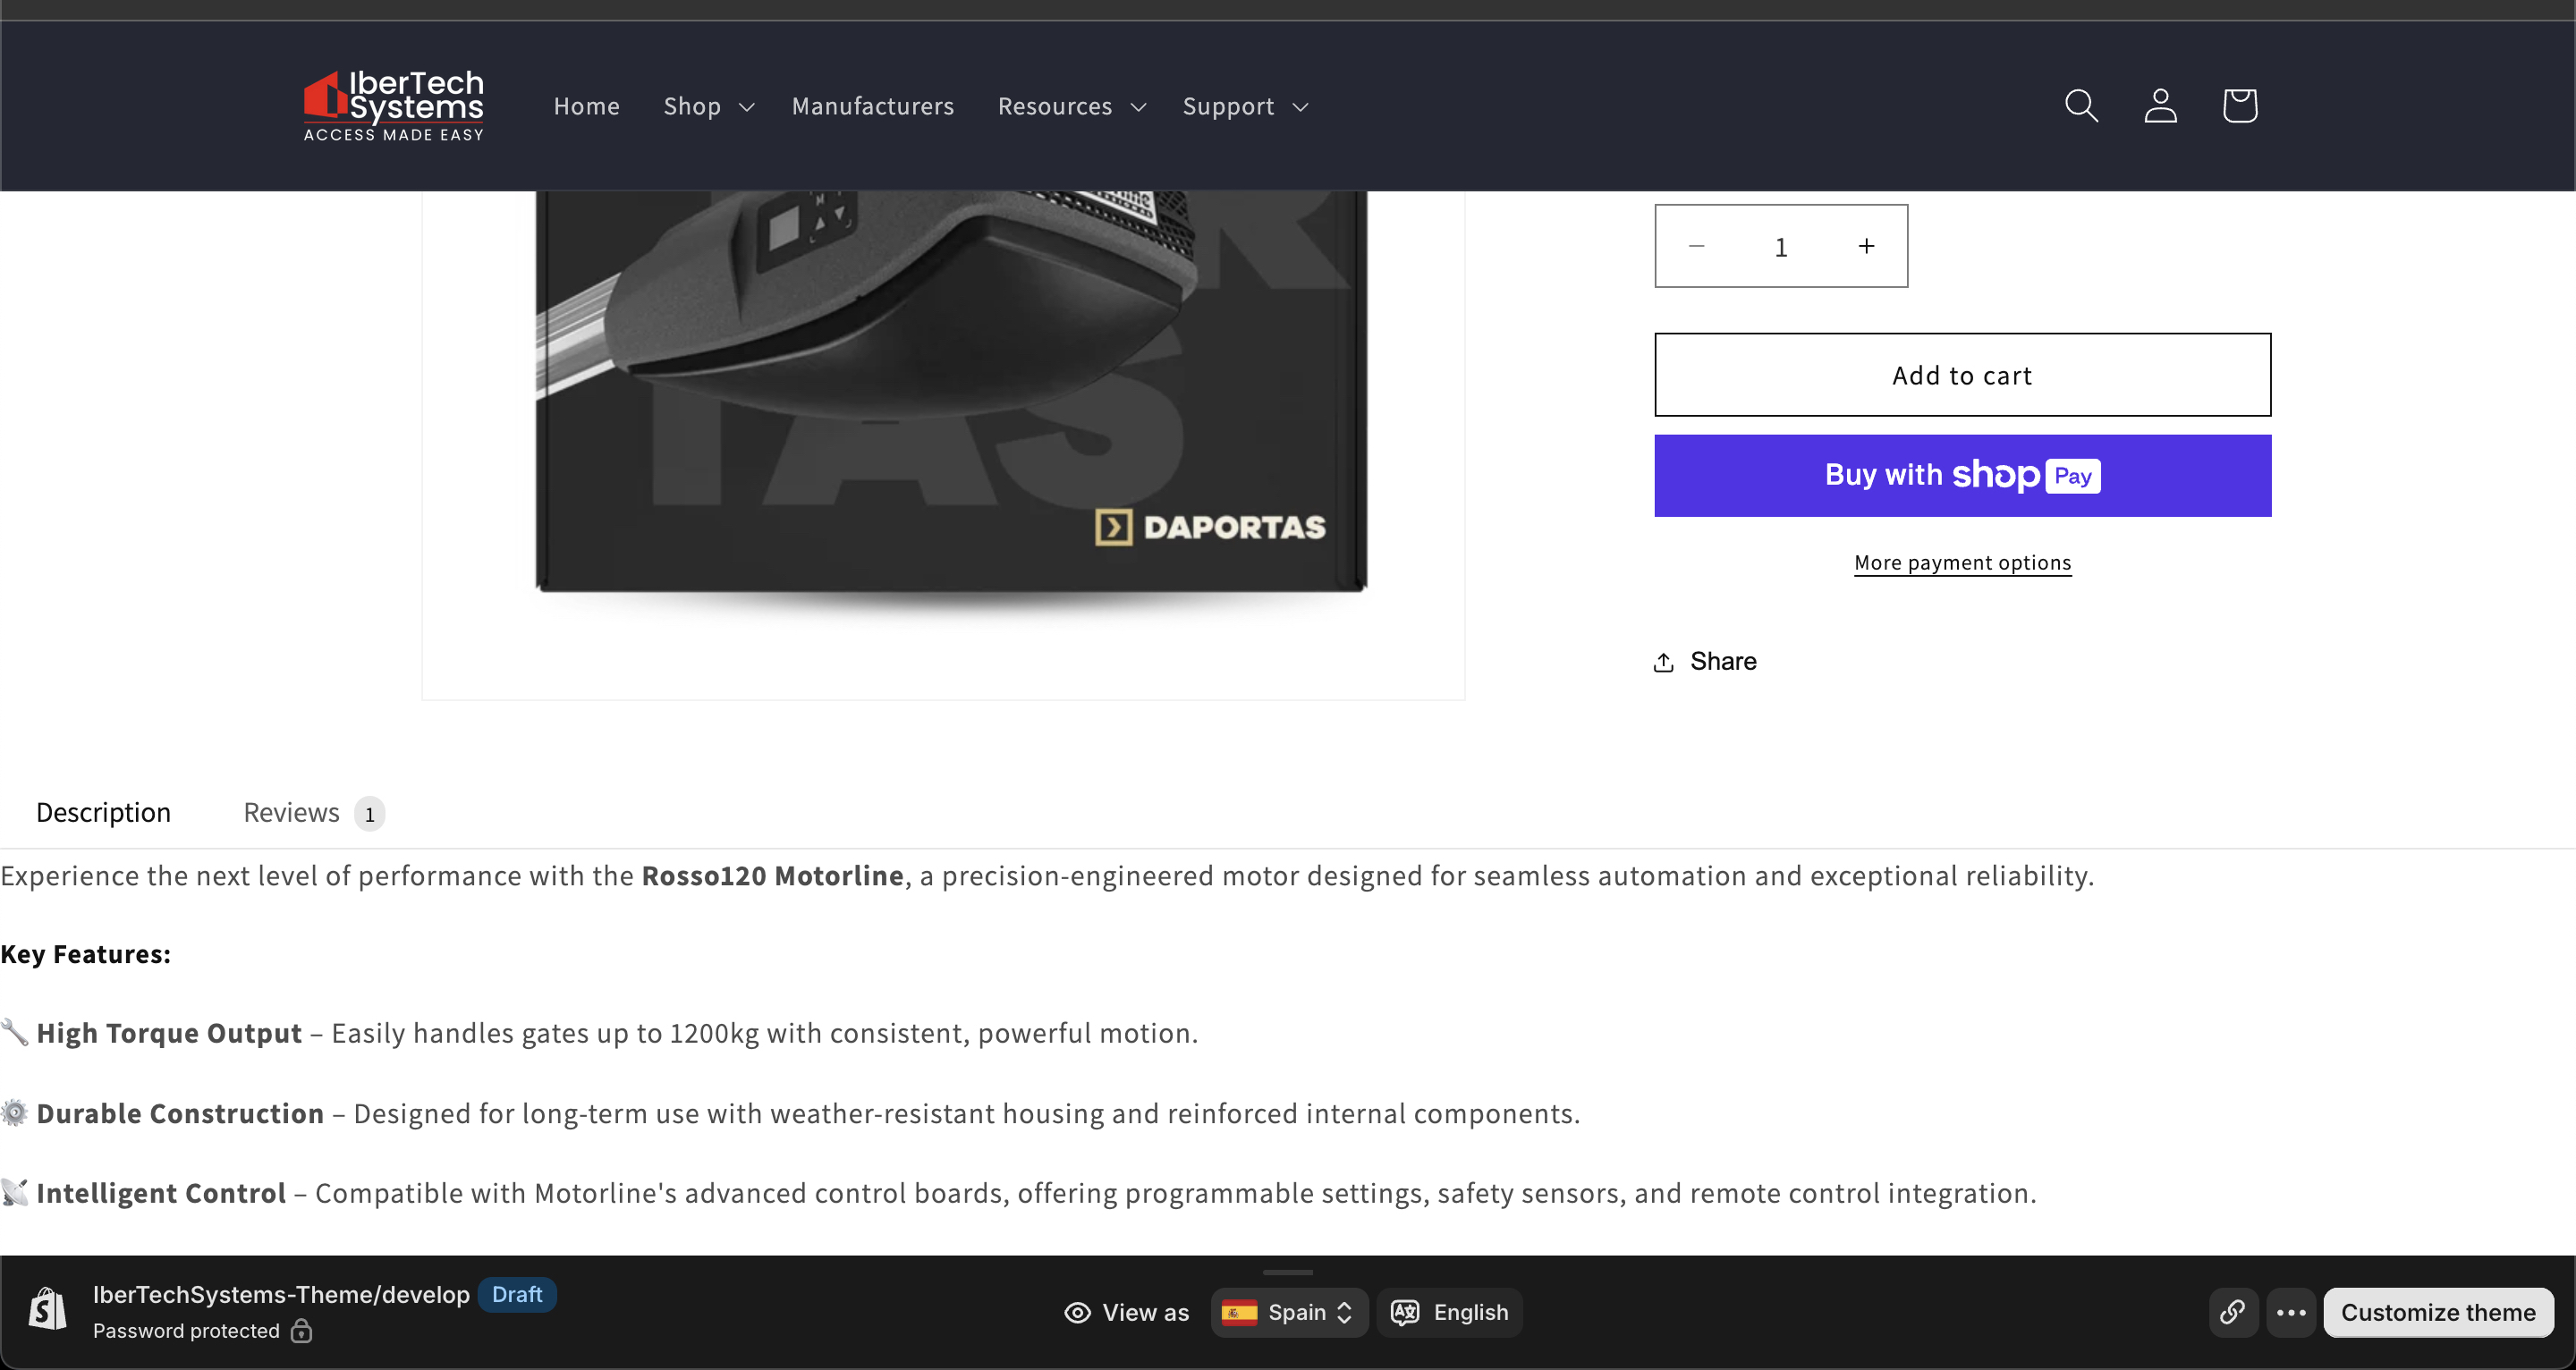 IberTech
Systems
ACCESS MADE EASY
Home
Shop
Manufacturers
Resources
Support
M
1
TAS
DAPORTAS
Add to cart
Buy with shop Pay
More payment options
Share
Description
Reviews 1
Experience the next level of performance with the Rosso120 Motorline, a precision-engineered motor designed for seamless automation and exceptional reliability.
Key Features:
🔧 High Torque Output – Easily handles gates up to 1200kg with consistent, powerful motion.
⚙️ Durable Construction – Designed for long-term use with weather-resistant housing and reinforced internal components.
📡 Intelligent Control – Compatible with Motorline's advanced control boards, offering programmable settings, safety sensors, and remote control integration.
IberTechSystems-Theme/develop Draft
Password protected
View as
Spain
English
Customize theme